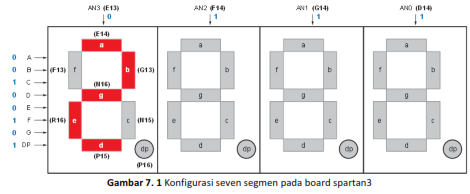 AN3 (E13) AN2 (F14) AN1 (G14) AN0 (D14)
0 1 1 1
(E14)
a a a a
0 A
0 B (F13) f b (G13) f b f b f b
1 C
0 D (N16) g g g g
0 E
1 F (R16) e c (N15) e c e c e c
0 G
1 DP d dp d dp d dp d dp
(P15) (P16)
Gambar 7. 1 Konfigurasi seven segmen pada board spartan3